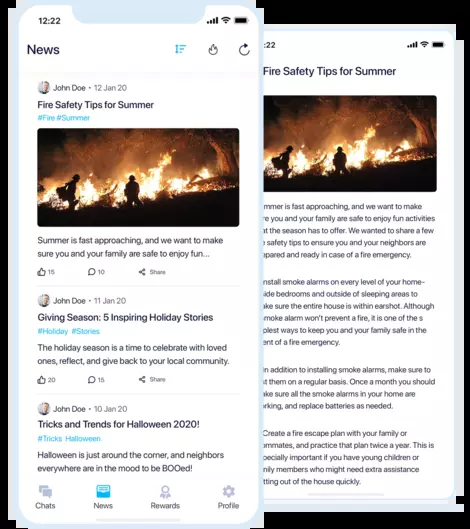 12:22
News
John Doe • 12 Jan 20
Fire Safety Tips for Summer
#Fire #Summer
Summer is fast approaching, and we want to make
sure you and your family are safe to enjoy fun...
15 10 Share
John Doe • 11 Jan 20
Giving Season: 5 Inspiring Holiday Stories
#Holiday #Stories
The holiday season is a time to celebrate with loved
ones, reflect, and give back to your local community.
20 15 Share
John Doe • 10 Jan 20
Tricks and Trends for Halloween 2020!
#Tricks Halloween
Halloween is just around the corner, and neighbors
everywhere are in the mood to be BOOed!
Chats News Rewards Profile
:22
Fire Safety Tips for Summer
mmer is fast approaching, and we want to make
re you and your family are safe to enjoy fun activities
at the season has to offer. We wanted to share a few
safety tips to ensure you and your neighbors are
epared and ready in case of a fire emergency.
nstall smoke alarms on every level of your home-
ide bedrooms and outside of sleeping areas to
make sure the entire house is within earshot. Although
moke alarm won't prevent a fire, it is one of the s
plest ways to keep you and your family safe in the
ent of a fire emergency.
n addition to installing smoke alarms, make sure to
t them on a regular basis. Once a month you should
ke sure all the smoke alarms in your home are
rking, and replace batteries as needed.
Create a fire escape plan with your family or
ommates, and practice that plan twice a year. This is
pecially important if you have young children or
mily members who might need extra assistance
tting out of the house quickly.